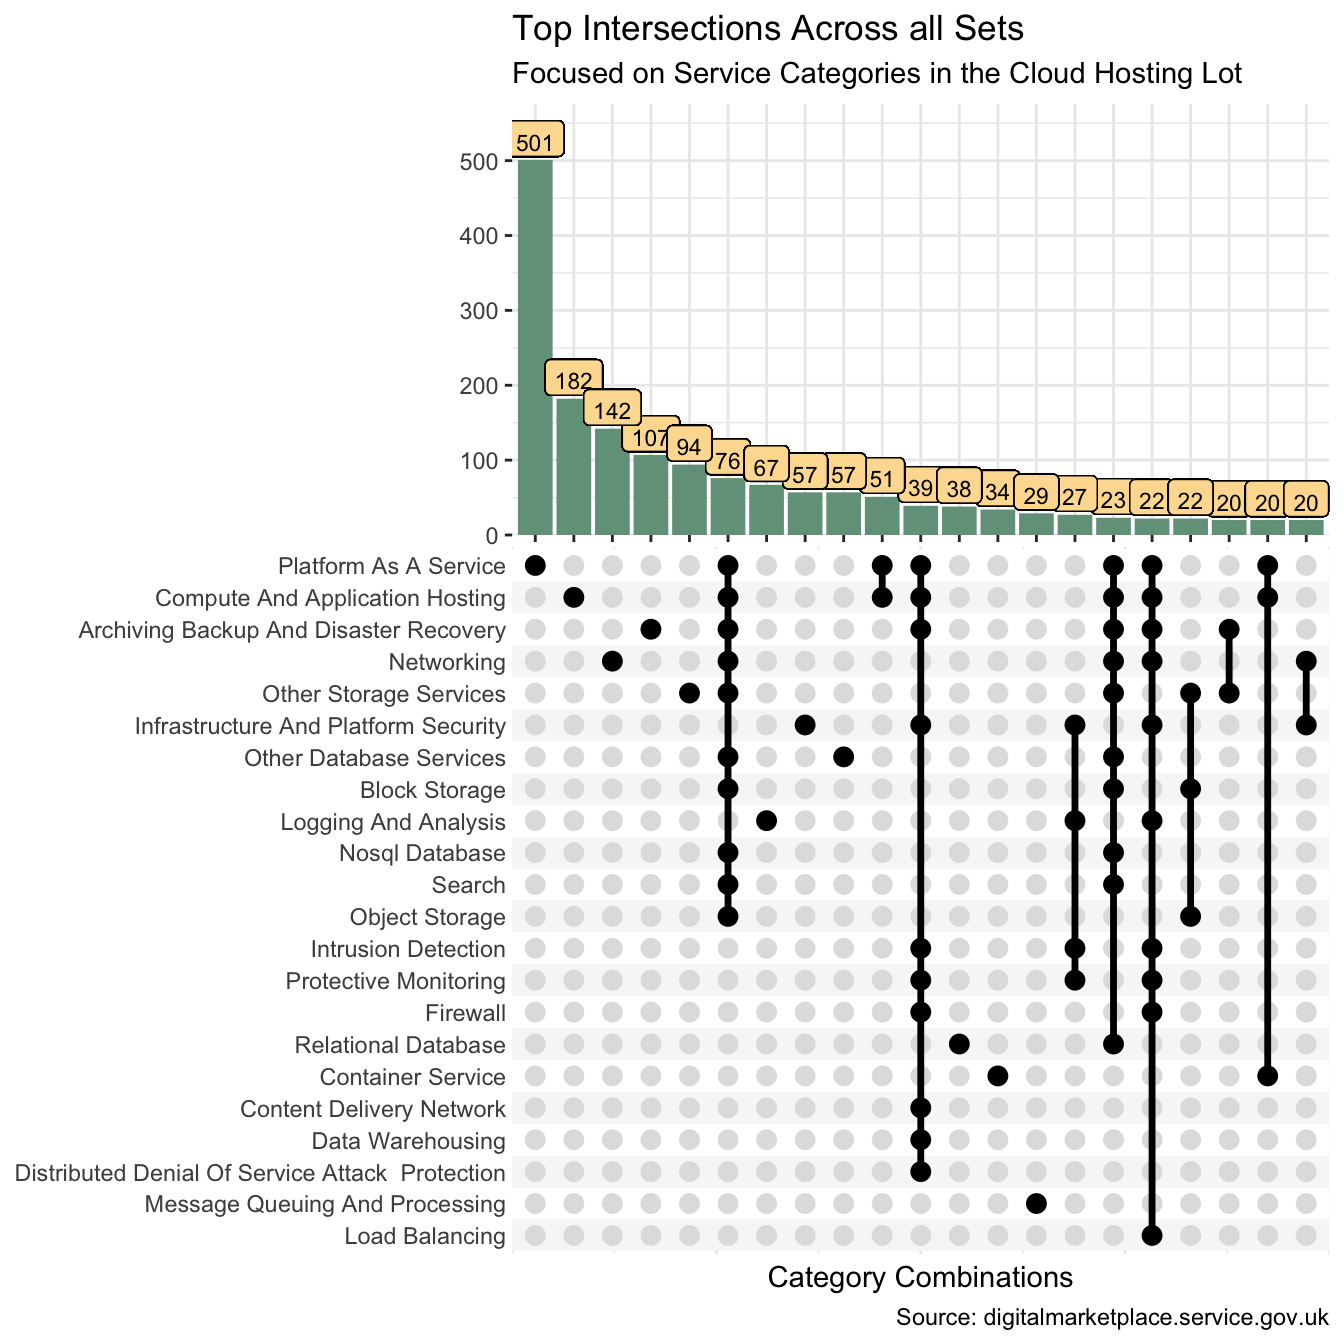 Top Intersections Across all Sets
Focused on Service Categories in the Cloud Hosting Lot
501
500
400
300
200
100
0
182
142
107
94
76
67
57
57
51
39
38
34
29
27
23
22
22
20
20
20
Platform As A Service
Compute And Application Hosting
Archiving Backup And Disaster Recovery
Networking
Other Storage Services
Infrastructure And Platform Security
Other Database Services
Block Storage
Logging And Analysis
Nosql Database
Search
Object Storage
Intrusion Detection
Protective Monitoring
Firewall
Relational Database
Container Service
Content Delivery Network
Data Warehousing
Distributed Denial Of Service Attack  Protection
Message Queuing And Processing
Load Balancing
Category Combinations
Source: digitalmarketplace.service.gov.uk